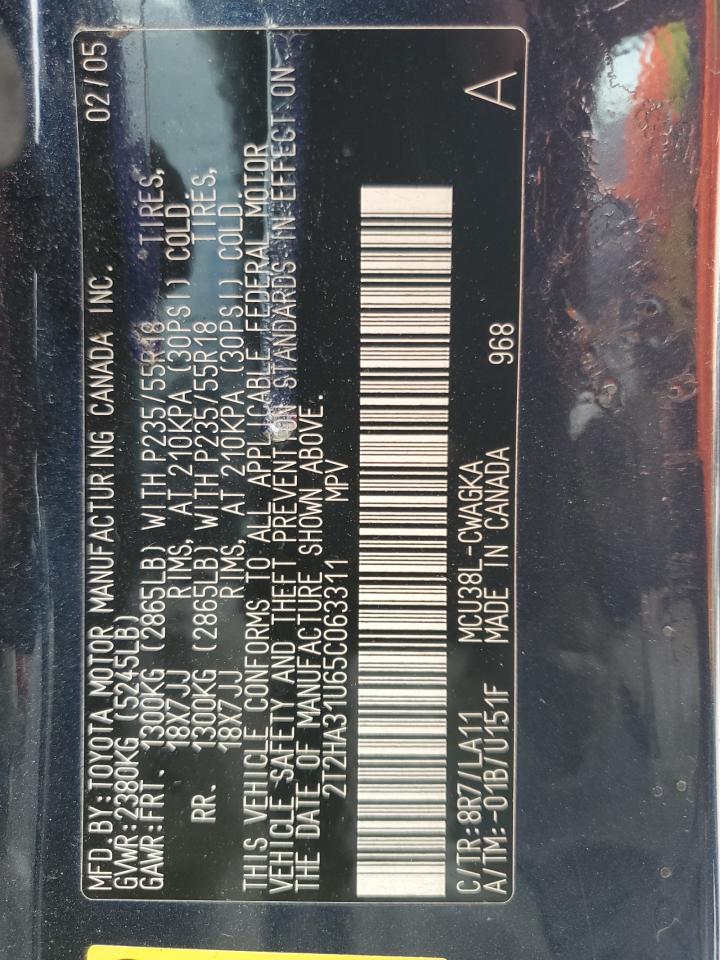 MFD.BY:TOYOTA MOTOR MANUFACTURING CANADA INC. 02/05
GVWR:2380KG (5245LB)
GAWR:FRT. 1300KG (2865LB) WITH P235/55R18 TIRES,
18X7JJ RIMS, AT 210KPA (30PSI) COLD.
RR. 1300KG (2865LB) WITH P235/55R18 TIRES,
18X7JJ RIMS, AT 210KPA (30PSI) COLD.
THIS VEHICLE CONFORMS TO ALL APPLICABLE FEDERAL MOTOR
VEHICLE SAFETY AND THEFT PREVENTION STANDARDS IN EFFECT ON
THE DATE OF MANUFACTURE SHOWN ABOVE.
2T2HA31U65C063311 MPV
C/TR:8R7/LA11 MCU38L-CWAGKA 968 A
A/TM:-01B/U151F MADE IN CANADA